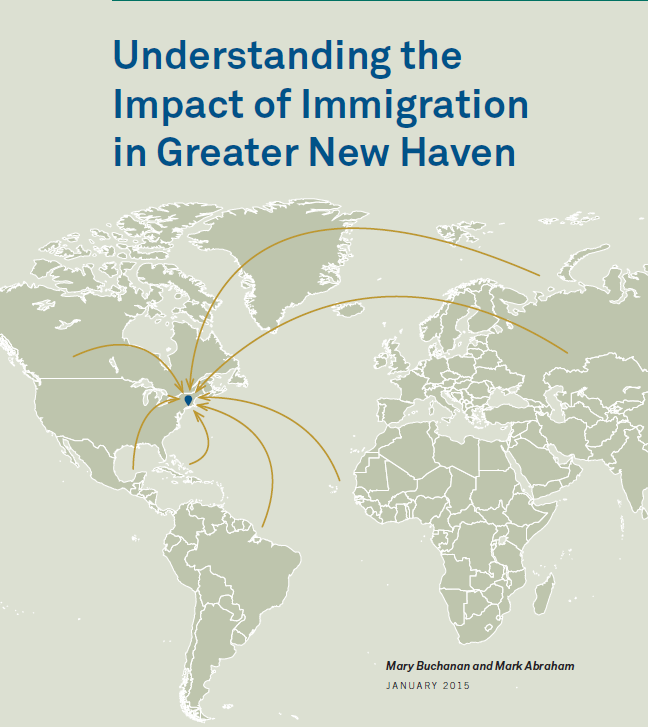 Understanding the
Impact of Immigration
in Greater New Haven
Mary Buchanan and Mark Abraham
JANUARY 2015